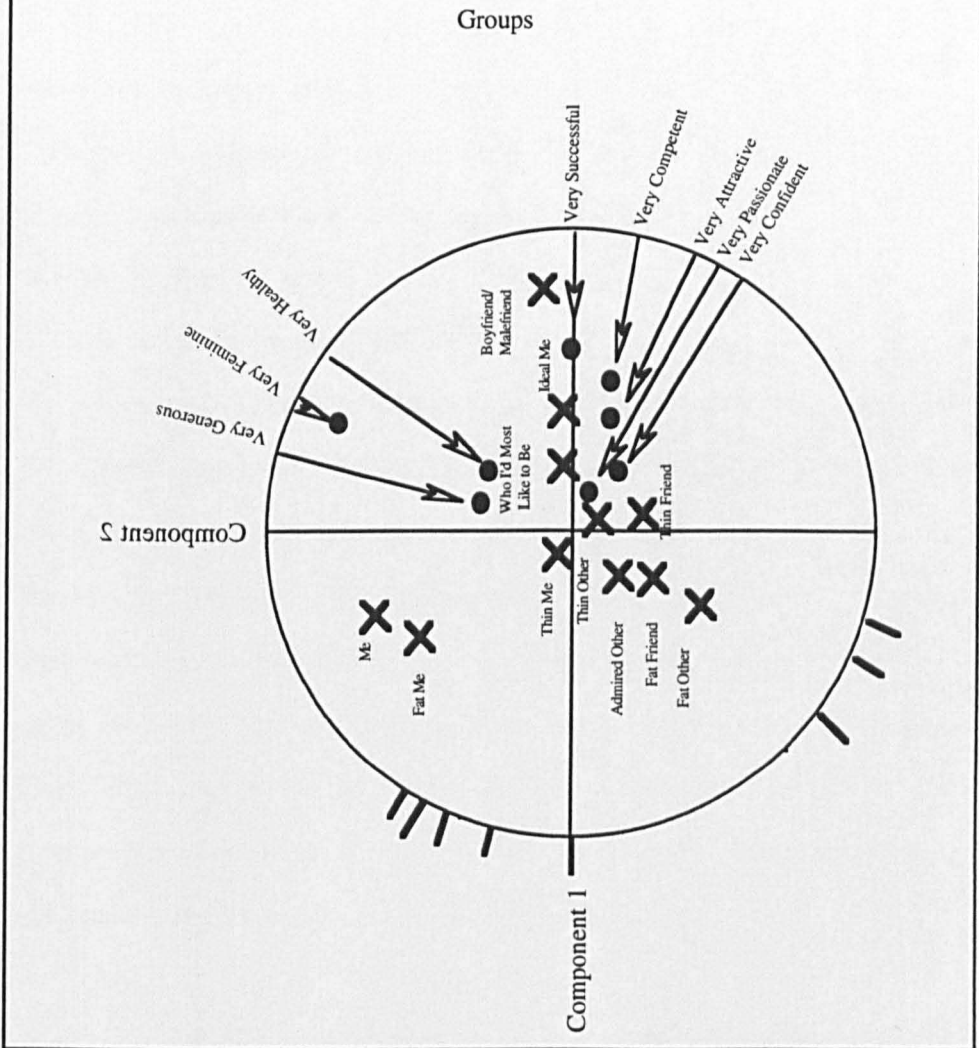 Groups
Very Successful
Very Competent
Very Attractive
Very Passionate
Very Confident
Very Healthy
Very Feminine
Very Generous
Boyfriend/
Malefriend
Ideal Me
Who I'd Most
Like to Be
Thin Friend
Component 2
Thin Me
Thin Other
Me
Fat Me
Admired Other
Fat Friend
Fat Other
Component 1